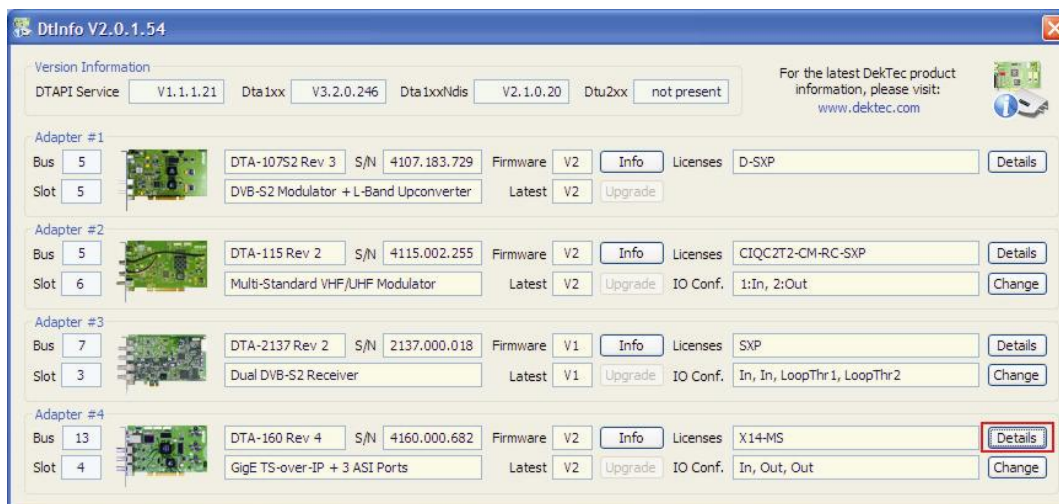 DtInfo V2.0.1.54
Version Information
DTAPI Service V1.1.1.21 Dta1xx V3.2.0.246 Dta1xxNdis V2.1.0.20 Dtu2xx not present
For the latest DekTec product
information, please visit:
www.dektec.com
Adapter #1
Bus 5 DTA-107S2 Rev 3 S/N 4107.183.729 Firmware V2 Info Licenses D-SXP Details
Slot 5 DVB-S2 Modulator + L-Band Upconverter Latest V2 Upgrade
Adapter #2
Bus 5 DTA-115 Rev 2 S/N 4115.002.255 Firmware V2 Info Licenses CIQC2T2-CM-RC-SXP Details
Slot 6 Multi-Standard VHF/UHF Modulator Latest V2 Upgrade IO Conf. 1:In, 2:Out Change
Adapter #3
Bus 7 DTA-2137 Rev 2 S/N 2137.000.018 Firmware V1 Info Licenses SXP Details
Slot 3 Dual DVB-S2 Receiver Latest V1 Upgrade IO Conf. In, In, LoopThr1, LoopThr2 Change
Adapter #4
Bus 13 DTA-160 Rev 4 S/N 4160.000.682 Firmware V2 Info Licenses X14-MS Details
Slot 4 GigE TS-over-IP + 3 ASI Ports Latest V2 Upgrade IO Conf. In, Out, Out Change